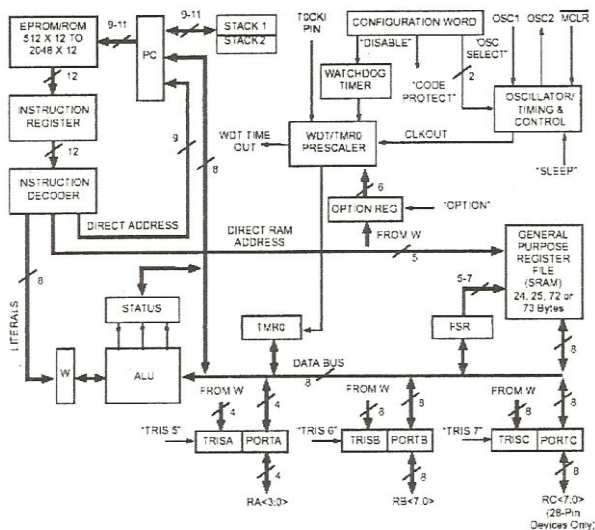 EPROM/ROM
512 X 12 TO
2048 X 12
9-11
PC
9-11
STACK 1
STACK 2
T0CKI
PIN
CONFIGURATION WORD
"DISABLE"
"OSC
SELECT"
"CODE
PROTECT"
2
OSC1
OSC2
MCLR
WATCHDOG
TIMER
OSCILLATOR/
TIMING &
CONTROL
12
INSTRUCTION
REGISTER
9
8
WDT TIME
OUT
WDT/TMR0
PRESCALER
CLKOUT
"SLEEP"
12
INSTRUCTION
DECODER
6
OPTION REG
"OPTION"
DIRECT ADDRESS
DIRECT RAM
ADDRESS
FROM W
5
GENERAL
PURPOSE
REGISTER
FILE
(SRAM)
24, 25, 72 or
73 Bytes
LITERALS
8
STATUS
5-7
TMR0
FSR
8
W
ALU
DATA BUS
8
FROM W
4
4
FROM W
8
8
FROM W
8
8
"TRIS 5"
TRISA
PORTA
"TRIS 6"
TRISB
PORTB
"TRIS 7"
TRISC
PORTC
4
8
8
RA<3:0>
RB<7:0>
RC<7:0>
(28-Pin
Devices Only)